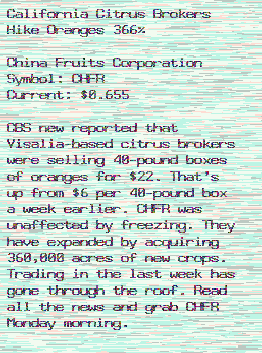 California Citrus Brokers
Hike Oranges 366%
China Fruits Corporation
Symbol: CHFR
Current: $0.655
CBS new reported that
Visalia-based citrus brokers
were selling 40-pound boxes
of oranges for $22. That's
up from $6 per 40-pound box
a week earlier. CHFR was
unaffected by freezing. They
have expanded by acquiring
360,000 acres of new crops.
Trading in the last week has
gone through the roof. Read
all the news and grab CHFR
Monday morning.